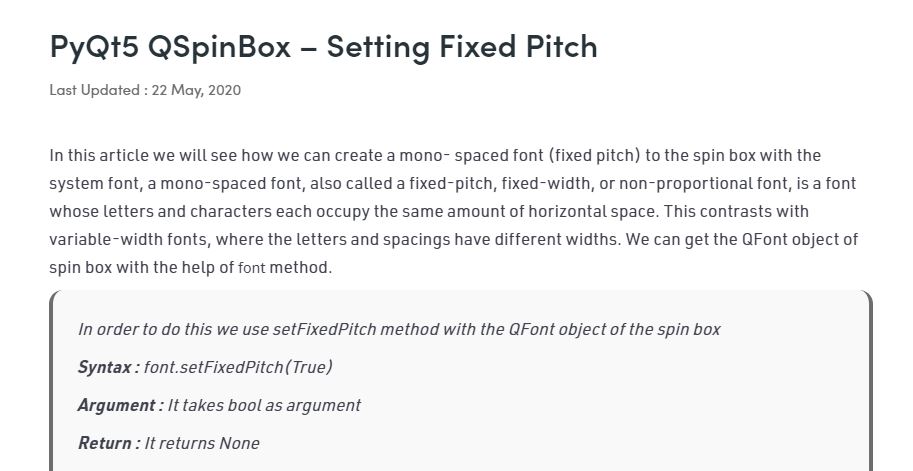 PyQt5 QSpinBox – Setting Fixed Pitch
Last Updated : 22 May, 2020
In this article we will see how we can create a mono- spaced font (fixed pitch) to the spin box with the
system font, a mono-spaced font, also called a fixed-pitch, fixed-width, or non-proportional font, is a font
whose letters and characters each occupy the same amount of horizontal space. This contrasts with
variable-width fonts, where the letters and spacings have different widths. We can get the QFont object of
spin box with the help of font method.
In order to do this we use setFixedPitch method with the QFont object of the spin box
Syntax : font.setFixedPitch(True)
Argument : It takes bool as argument
Return : It returns None